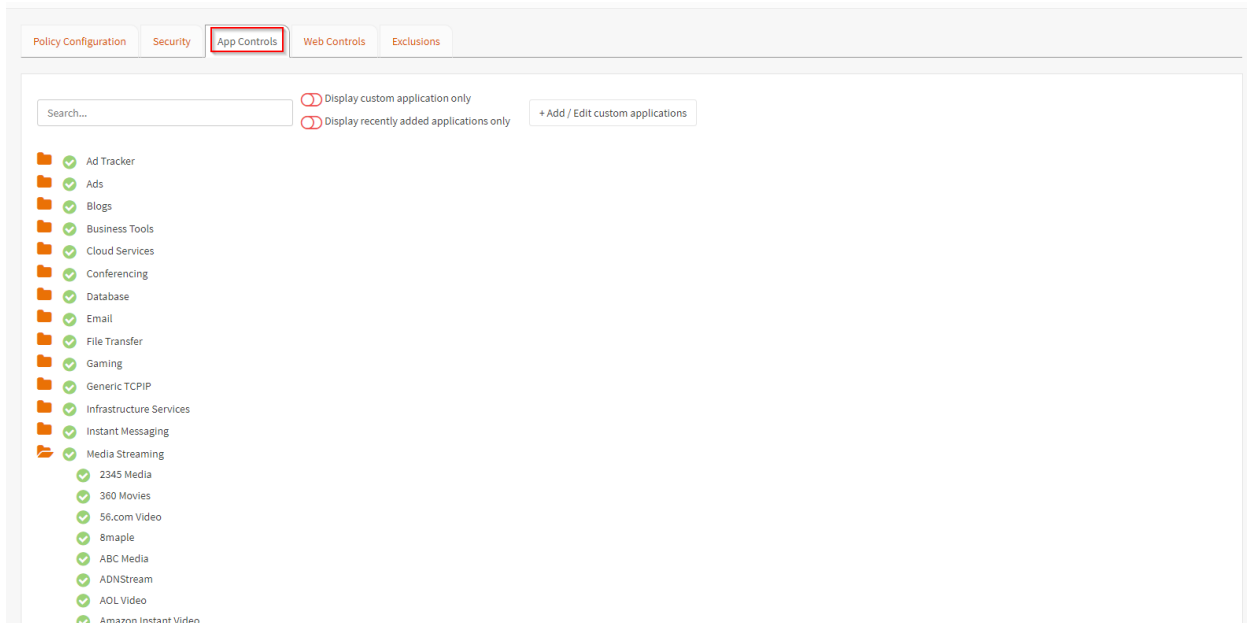 Policy Configuration Security App Controls Web Controls Exclusions
Search...
Display custom application only
Display recently added applications only
+ Add / Edit custom applications
Ad Tracker
Ads
Blogs
Business Tools
Cloud Services
Conferencing
Database
Email
File Transfer
Gaming
Generic TCPIP
Infrastructure Services
Instant Messaging
Media Streaming
2345 Media
360 Movies
56.com Video
8maple
ABC Media
ADNStream
AOL Video
Amazon Instant Video